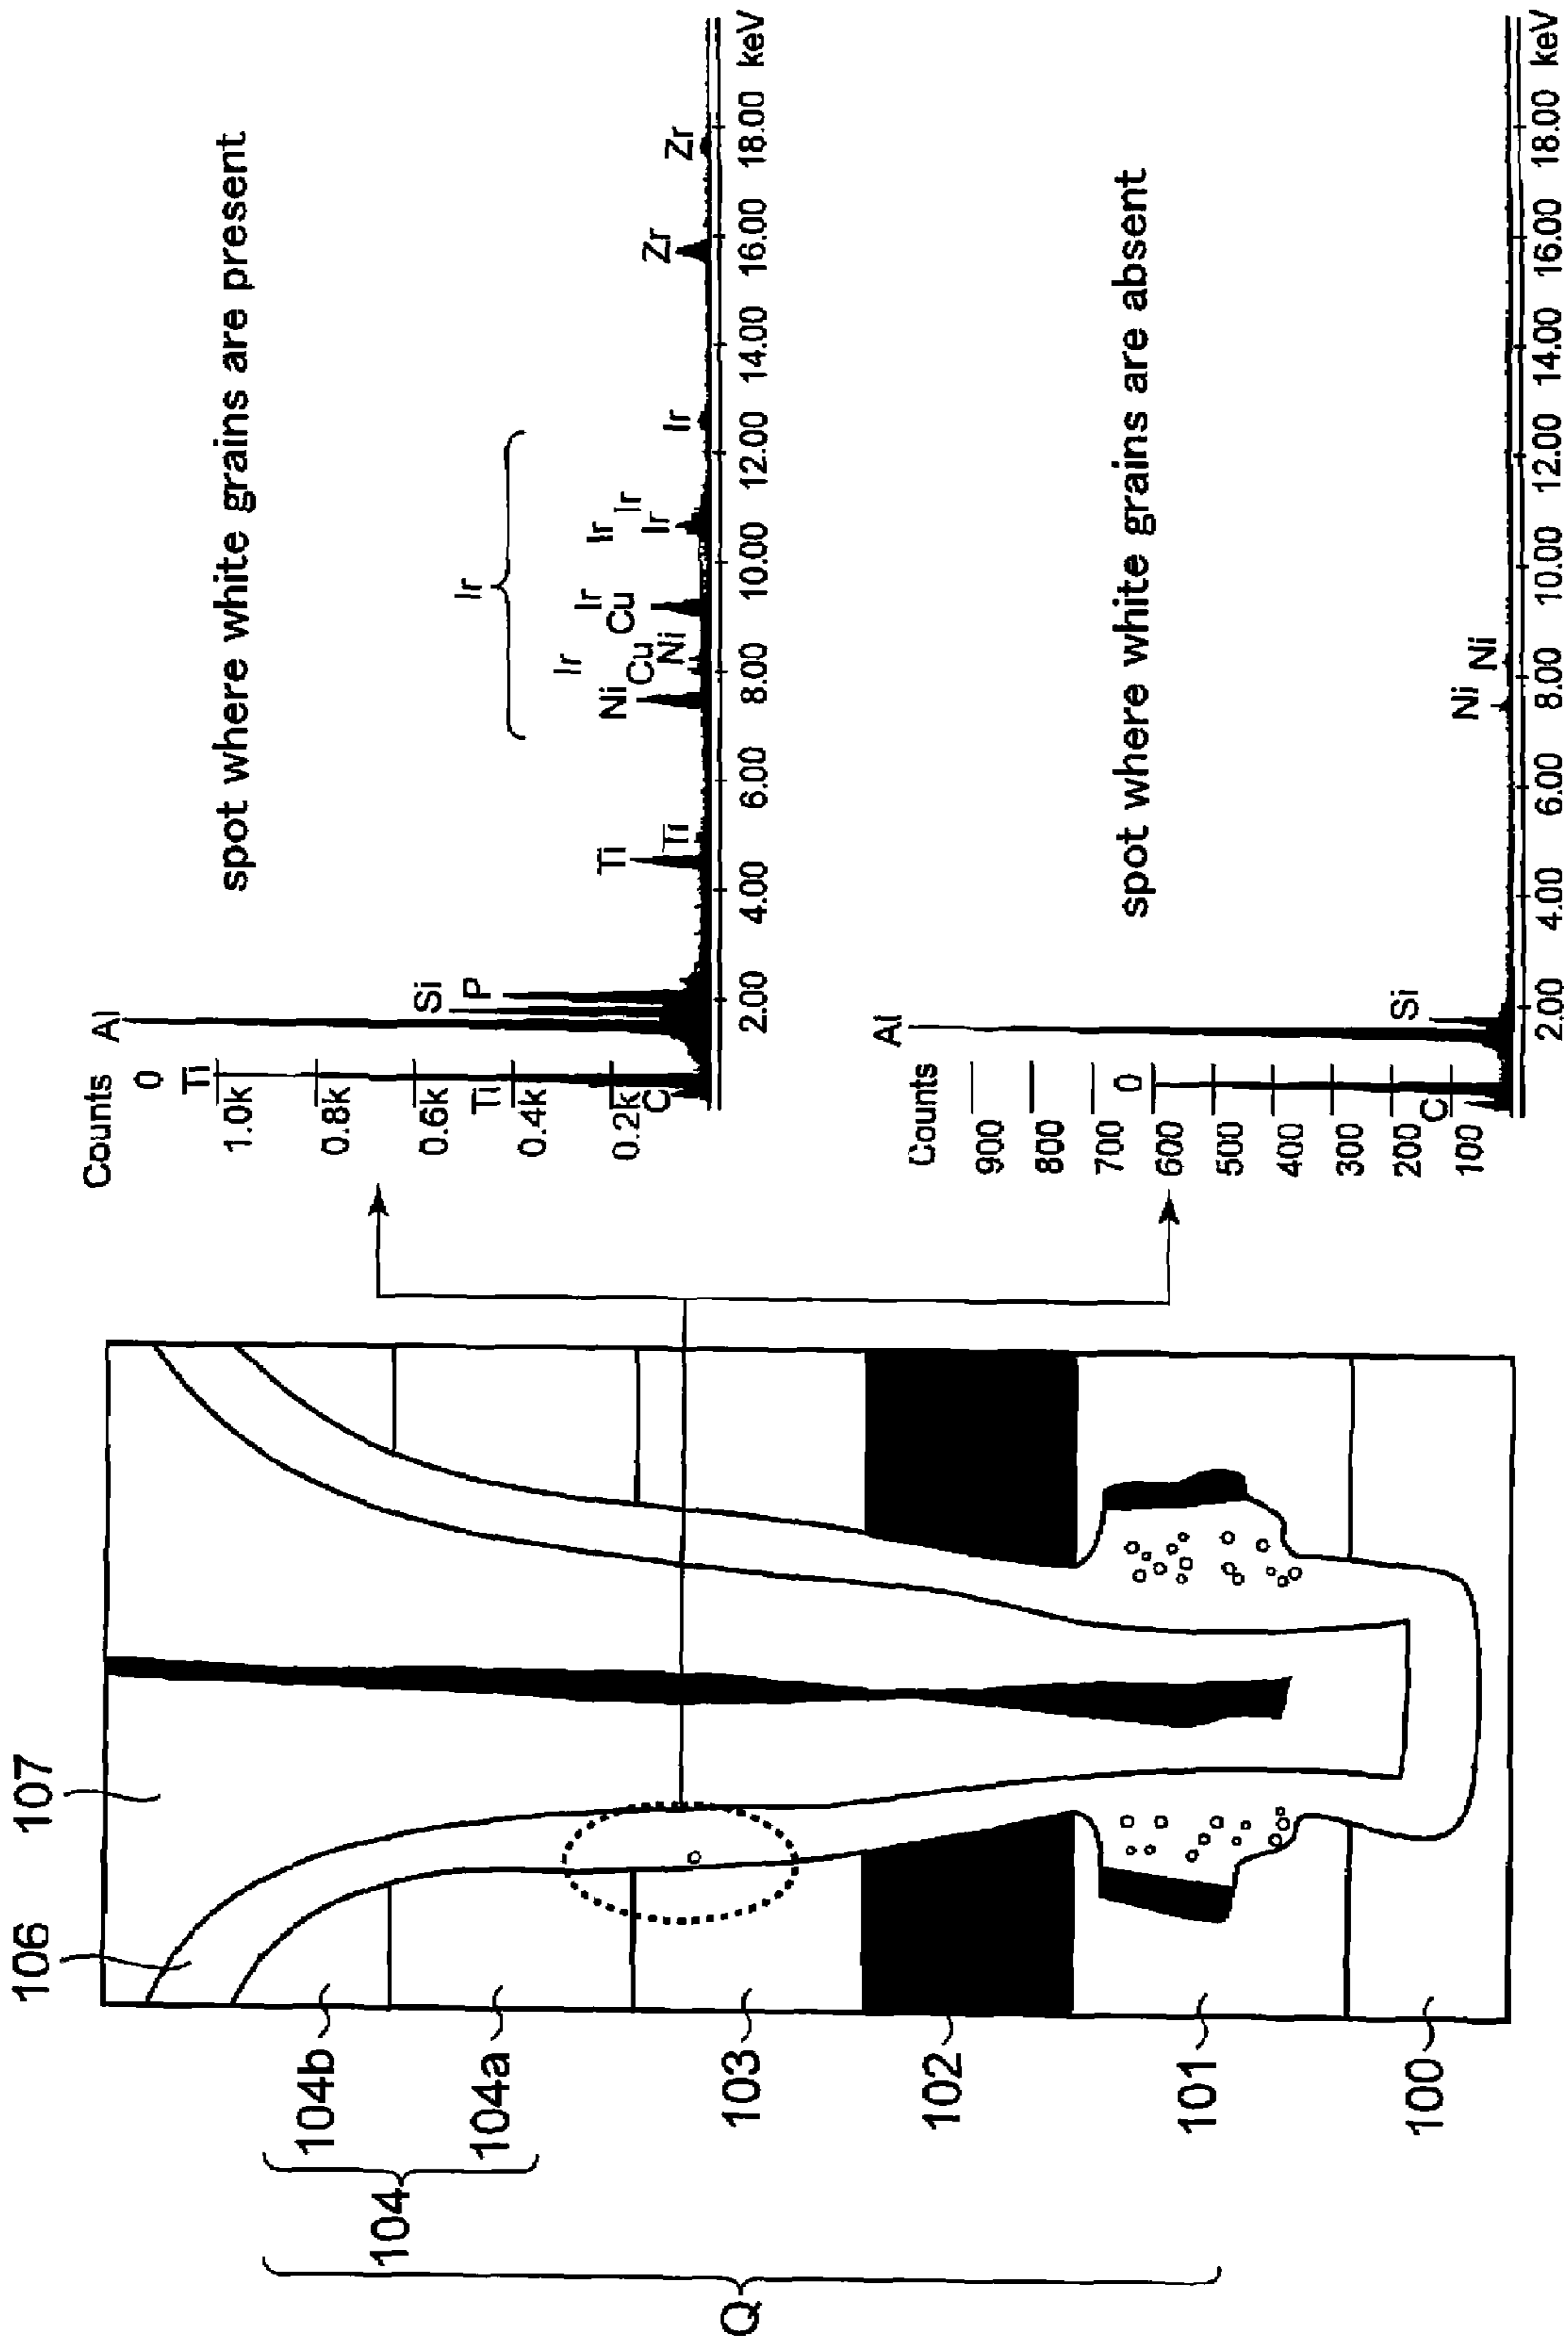 107
106
104b
104a
104
103
102
101
100
Q
spot where white grains are present
Counts
0
Ti
1.0k
0.8k
0.6k
Ti
0.4k
0.2k
C
Al
Si
P
Ti
Ti
Ir
Ni
Ir
Cu
Ni
Ir
Cu
Ir
Ir
Ir
Ir
Zr
Zr
2.00 4.00 6.00 8.00 10.00 12.00 14.00 16.00 18.00 keV
spot where white grains are absent
Counts
900
800
700
0
600
500
400
300
200
C
100
Al
Si
Ni
Ni
2.00 4.00 6.00 8.00 10.00 12.00 14.00 16.00 18.00 keV